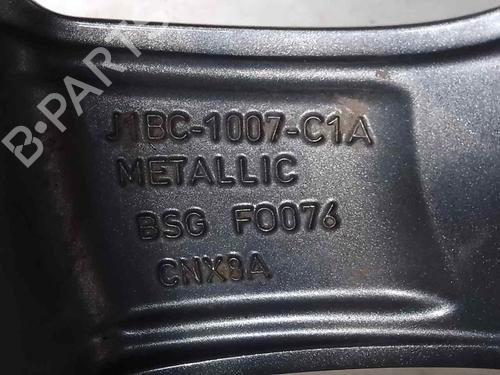 B-PARTS
J1BC-1007-C1A
METALLIC
BSG FO076
CNX8A